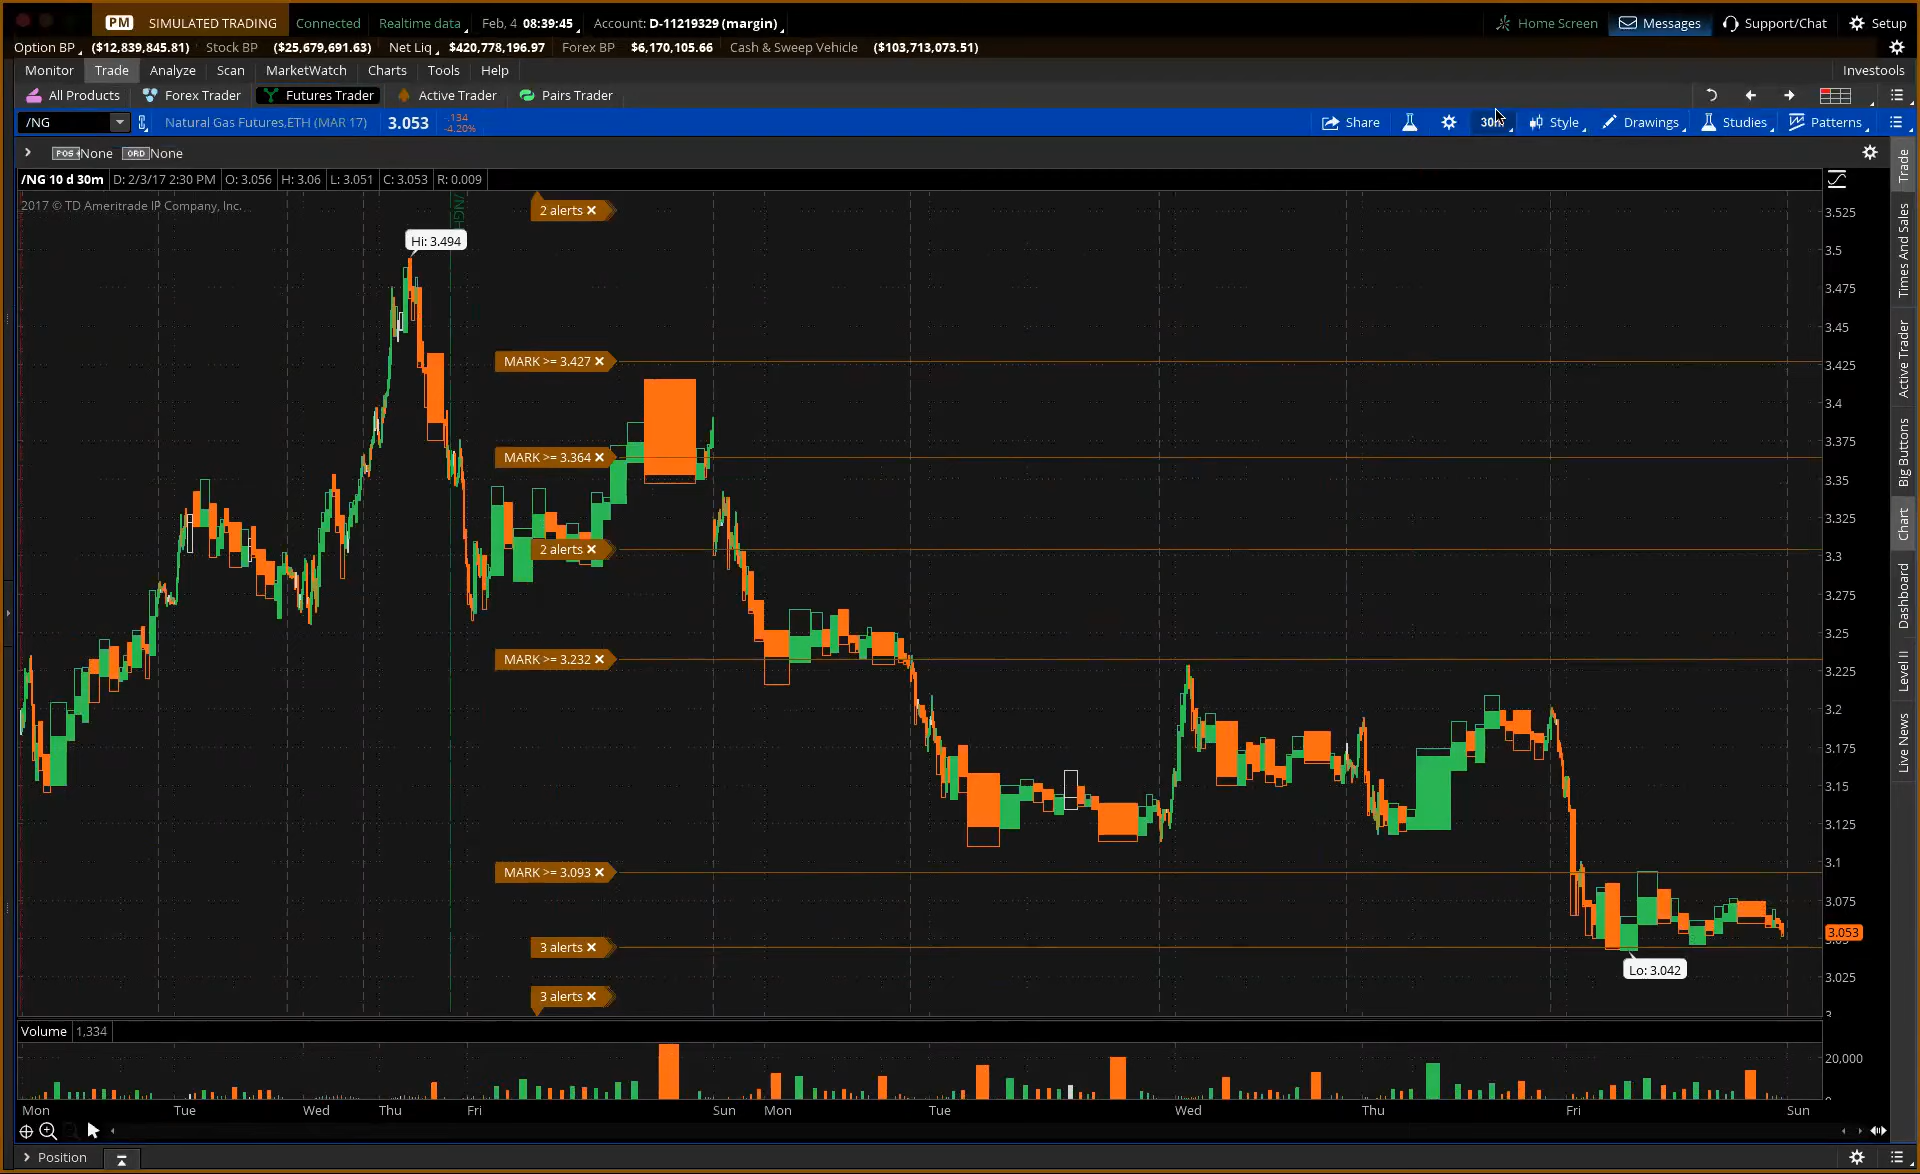 PM SIMULATED TRADING Connected Realtime data Feb, 4 08:39:45 Account: D-11219329 (margin) Home Screen Messages Support/Chat Setup
Option BP ($12,839,845.81) Stock BP ($25,679,691.63) Net Liq $420,778,196.97 Forex BP $6,170,105.66 Cash & Sweep Vehicle ($103,713,073.51)
Monitor Trade Analyze Scan MarketWatch Charts Tools Help Investools
All Products Forex Trader Futures Trader Active Trader Pairs Trader
/NG Natural Gas Futures,ETH (MAR 17) 3.053 -.134 -4.20% Share 30m Style Drawings Studies Patterns
POS None ORD None
/NG 10 d 30m D: 2/3/17 2:30 PM O: 3.056 H: 3.06 L: 3.051 C: 3.053 R: 0.009
2017 © TD Ameritrade IP Company, Inc.
2 alerts
Hi: 3.494
MARK >= 3.427
MARK >= 3.364
2 alerts
MARK >= 3.232
MARK >= 3.093
3 alerts
Lo: 3.042
3 alerts
3.525
3.5
3.475
3.45
3.425
3.4
3.375
3.35
3.325
3.3
3.275
3.25
3.225
3.2
3.175
3.15
3.125
3.1
3.075
3.053
3.025
Trade
Times And Sales
Active Trader
Big Buttons
Chart
Dashboard
Level II
Live News
Volume 1,334
20,000
Mon Tue Wed Thu Fri Sun Mon Tue Wed Thu Fri Sun
Position